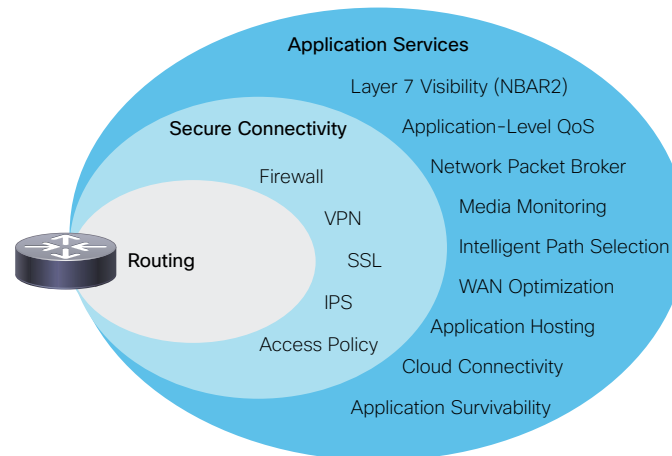 Application Services
Layer 7 Visibility (NBAR2)
Secure Connectivity
Application-Level QoS
Network Packet Broker
Firewall
Media Monitoring
VPN
Intelligent Path Selection
Routing
SSL
WAN Optimization
IPS
Application Hosting
Access Policy
Cloud Connectivity
Application Survivability